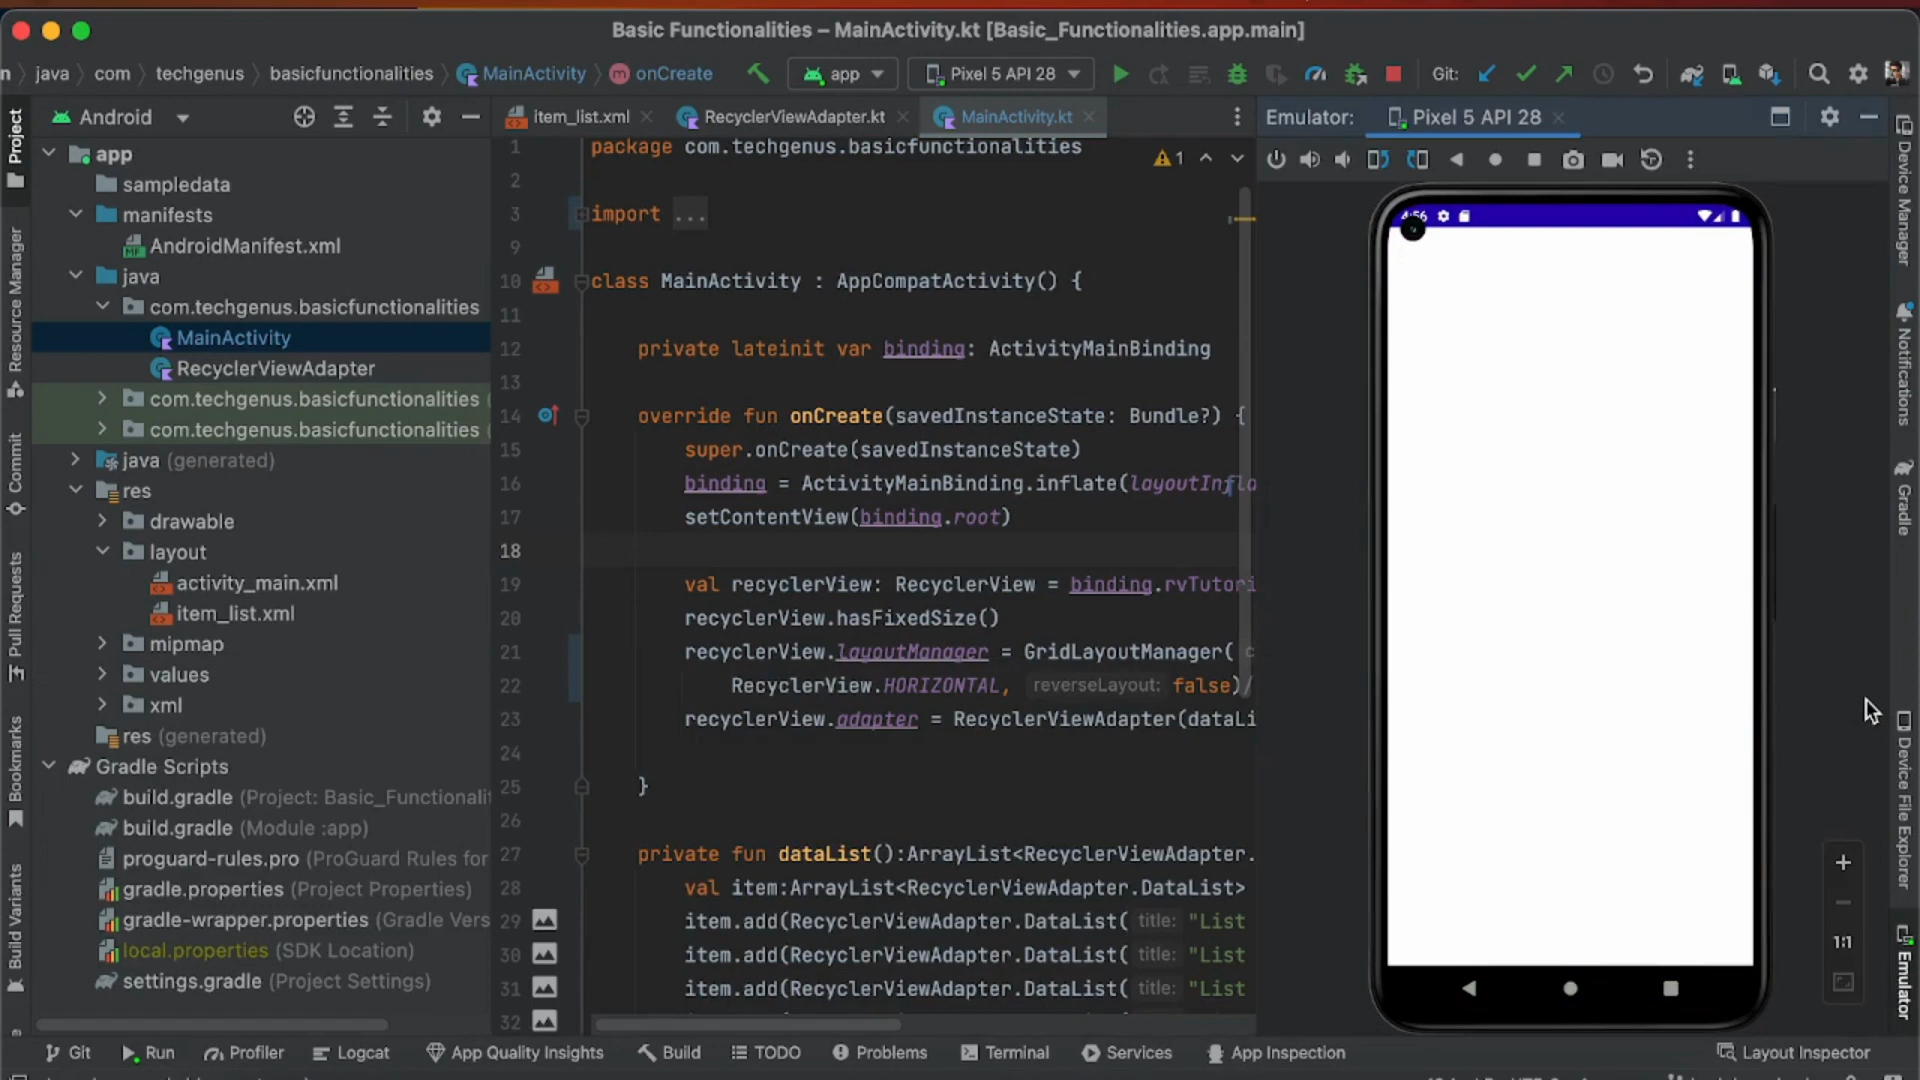 Basic Functionalities – MainActivity.kt [Basic_Functionalities.app.main]
n java com techgenus basicfunctionalities MainActivity m onCreate app Pixel 5 API 28 Git:
Project Android item_list.xml RecyclerViewAdapter.kt MainActivity.kt Emulator: Pixel 5 API 28
app
sampledata
manifests
AndroidManifest.xml
java
com.techgenus.basicfunctionalities
MainActivity
RecyclerViewAdapter
com.techgenus.basicfunctionalities (
com.techgenus.basicfunctionalities (
java (generated)
res
drawable
layout
activity_main.xml
item_list.xml
mipmap
values
xml
res (generated)
Gradle Scripts
build.gradle (Project: Basic_Functionalit
build.gradle (Module :app)
proguard-rules.pro (ProGuard Rules for
gradle.properties (Project Properties)
gradle-wrapper.properties (Gradle Vers
local.properties (SDK Location)
settings.gradle (Project Settings)
Resource Manager
Commit
Pull Requests
Bookmarks
Build Variants
1 package com.techgenus.basicfunctionalities
1
2
3 import ...
9
10 class MainActivity : AppCompatActivity() {
11
12 private lateinit var binding: ActivityMainBinding
13
14 override fun onCreate(savedInstanceState: Bundle?) {
15 super.onCreate(savedInstanceState)
16 binding = ActivityMainBinding.inflate(layoutInfla
17 setContentView(binding.root)
18
19 val recyclerView: RecyclerView = binding.rvTutori
20 recyclerView.hasFixedSize()
21 recyclerView.layoutManager = GridLayoutManager( c
22 RecyclerView.HORIZONTAL, reverseLayout: false)/
23 recyclerView.adapter = RecyclerViewAdapter(dataLi
24
25 }
26
27 private fun dataList():ArrayList<RecyclerViewAdapter.
28 val item:ArrayList<RecyclerViewAdapter.DataList>
29 item.add(RecyclerViewAdapter.DataList( title: "List
30 item.add(RecyclerViewAdapter.DataList( title: "List
31 item.add(RecyclerViewAdapter.DataList( title: "List
32
4:56
1:1
Device Manager
Notifications
Gradle
Device File Explorer
Emulator
Git Run Profiler Logcat App Quality Insights Build TODO Problems Terminal Services App Inspection Layout Inspector